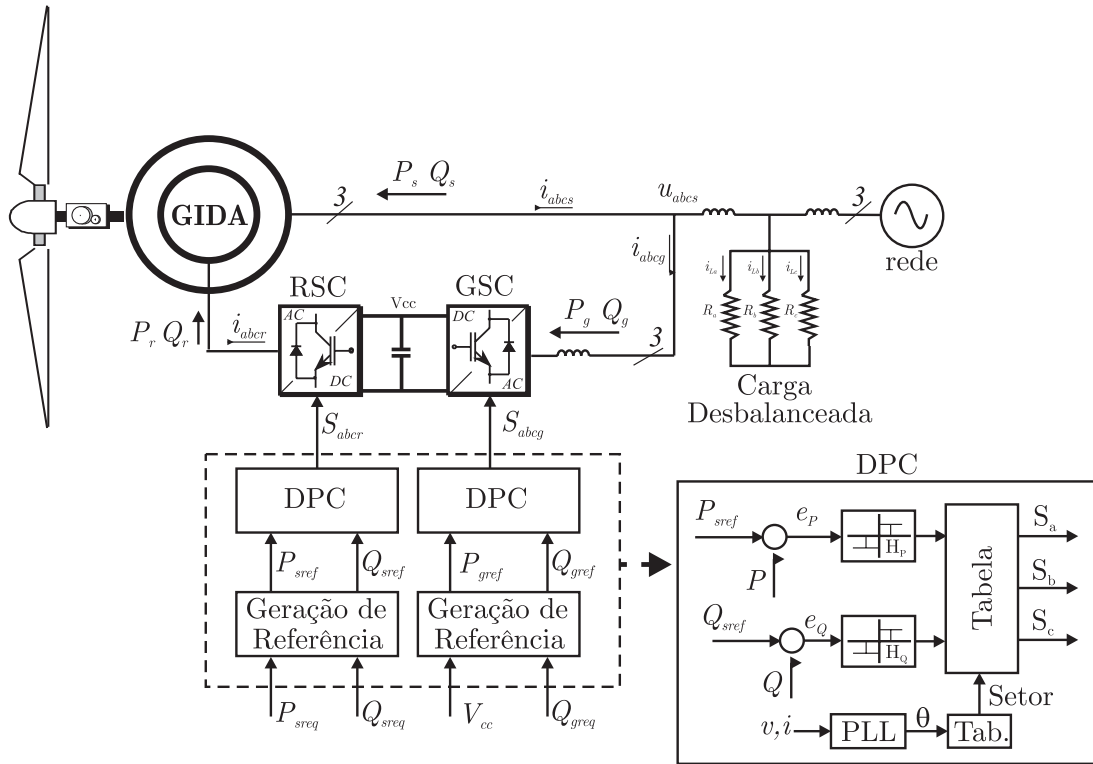 P_s Q_s
i_abcs
u_abcs
3
3
GIDA
rede
i_abcg
i_La
i_Lb
i_Lc
R_a
R_b
R_c
RSC
GSC
Vcc
AC
DC
DC
AC
P_g Q_g
3
P_r Q_r
i_abcr
Carga
Desbalanceada
S_abcr
S_abcg
DPC
DPC
P_sref
Q_sref
P_gref
Q_gref
Geração de
Referência
Geração de
Referência
P_sreq
Q_sreq
V_cc
Q_greq
DPC
P_sref
e_P
H_P
P
Q_sref
e_Q
H_Q
Q
Tabela
S_a
S_b
S_c
Setor
v,i
PLL
θ
Tab.